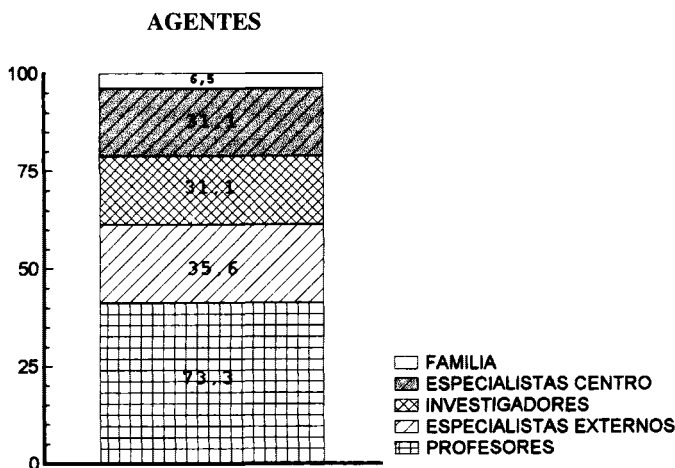 AGENTES
100
75
50
25
0
6,5
31,1
31,1
35,6
73,3
FAMILIA
ESPECIALISTAS CENTRO
INVESTIGADORES
ESPECIALISTAS EXTERNOS
PROFESORES